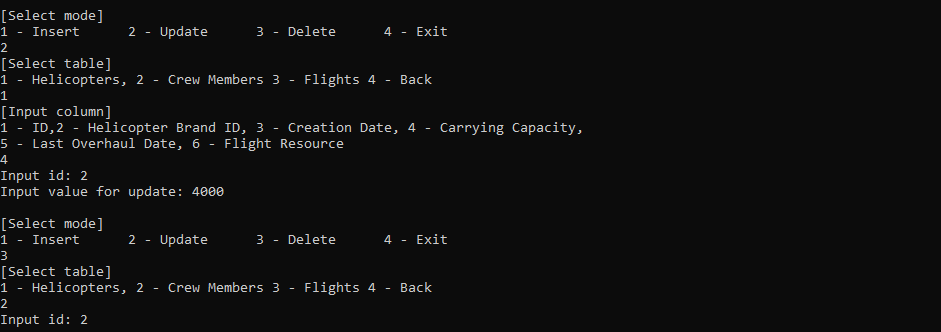 [Select mode]
1 - Insert      2 - Update      3 - Delete      4 - Exit
2
[Select table]
1 - Helicopters, 2 - Crew Members 3 - Flights 4 - Back
1
[Input column]
1 - ID,2 - Helicopter Brand ID, 3 - Creation Date, 4 - Carrying Capacity,
5 - Last Overhaul Date, 6 - Flight Resource
4
Input id: 2
Input value for update: 4000
[Select mode]
1 - Insert      2 - Update      3 - Delete      4 - Exit
3
[Select table]
1 - Helicopters, 2 - Crew Members 3 - Flights 4 - Back
2
Input id: 2